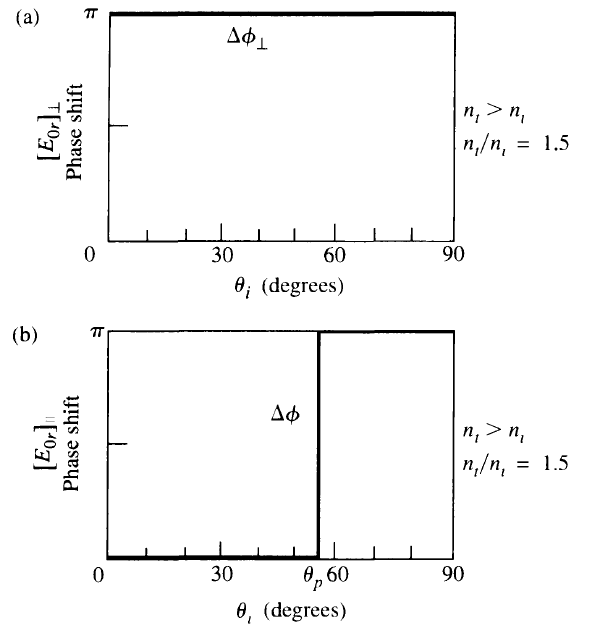 (a)
π
Δϕ⊥
[E0r]⊥
Phase shift
nt > ni
nt/ni = 1.5
0 30 60 90
θi (degrees)
(b)
π
Δϕ
[E0r]∥
Phase shift
nt > ni
nt/ni = 1.5
0 30 θp 60 90
θi (degrees)